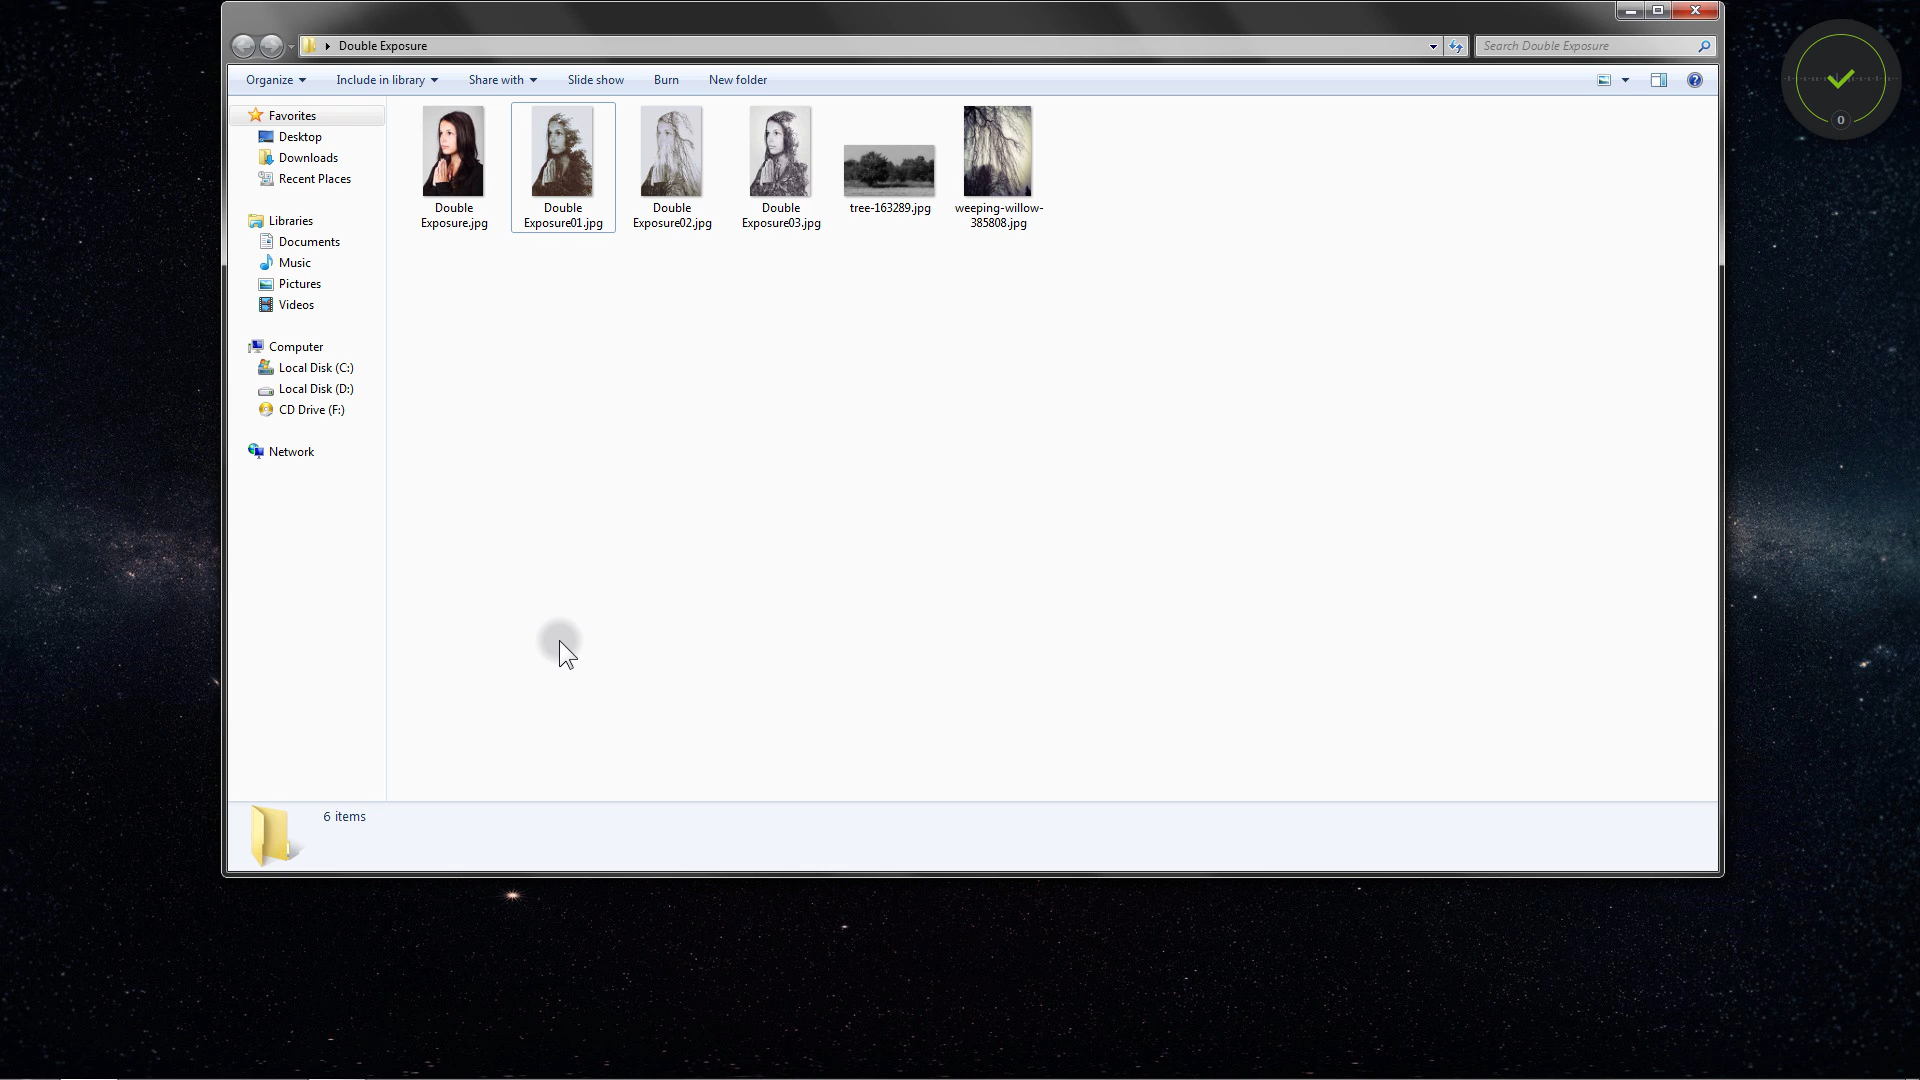 Double Exposure
Search Double Exposure
Organize
Include in library
Share with
Slide show
Burn
New folder
Favorites
Desktop
Downloads
Recent Places
Libraries
Documents
Music
Pictures
Videos
Computer
Local Disk (C:)
Local Disk (D:)
CD Drive (F:)
Network
Double
Exposure.jpg
Double
Exposure01.jpg
Double
Exposure02.jpg
Double
Exposure03.jpg
tree-163289.jpg
weeping-willow-
385808.jpg
6 items
0